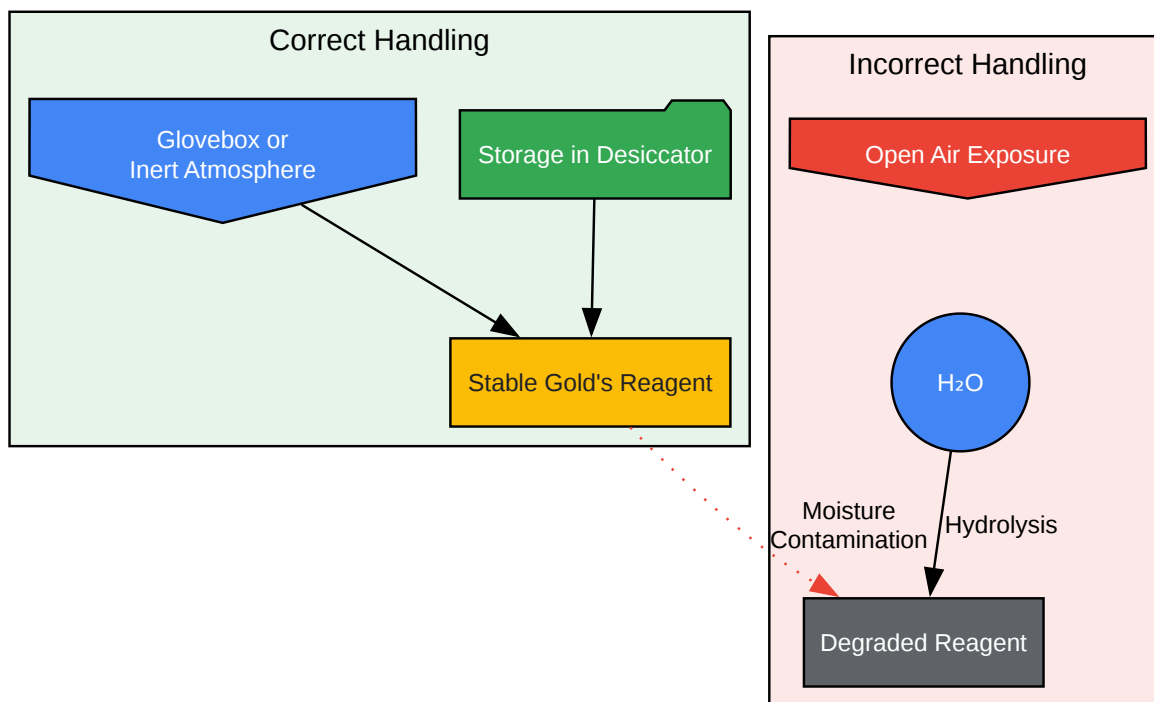 Correct Handling
Glovebox or
Inert Atmosphere
Storage in Desiccator
Stable Gold's Reagent
Incorrect Handling
Open Air Exposure
H₂O
Moisture
Contamination
Hydrolysis
Degraded Reagent